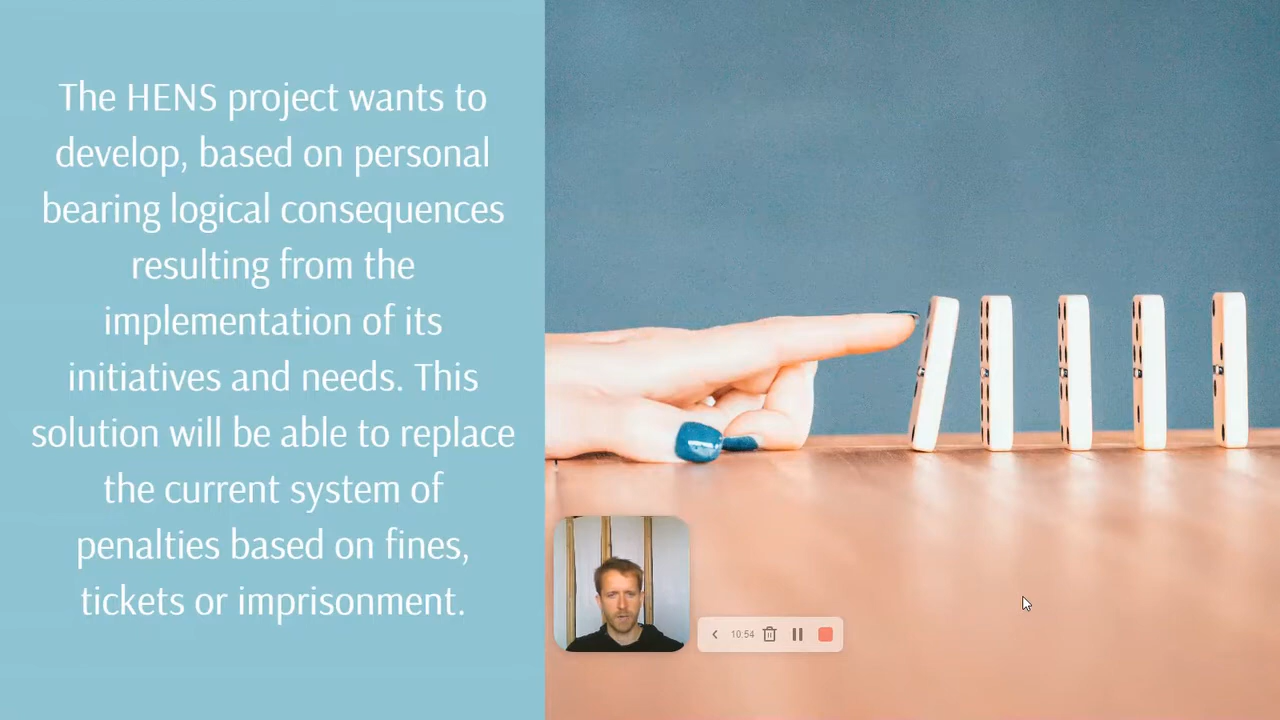 The HENS project wants to
develop, based on personal
bearing logical consequences
resulting from the
implementation of its
initiatives and needs. This
solution will be able to replace
the current system of
penalties based on fines,
tickets or imprisonment.
10:54